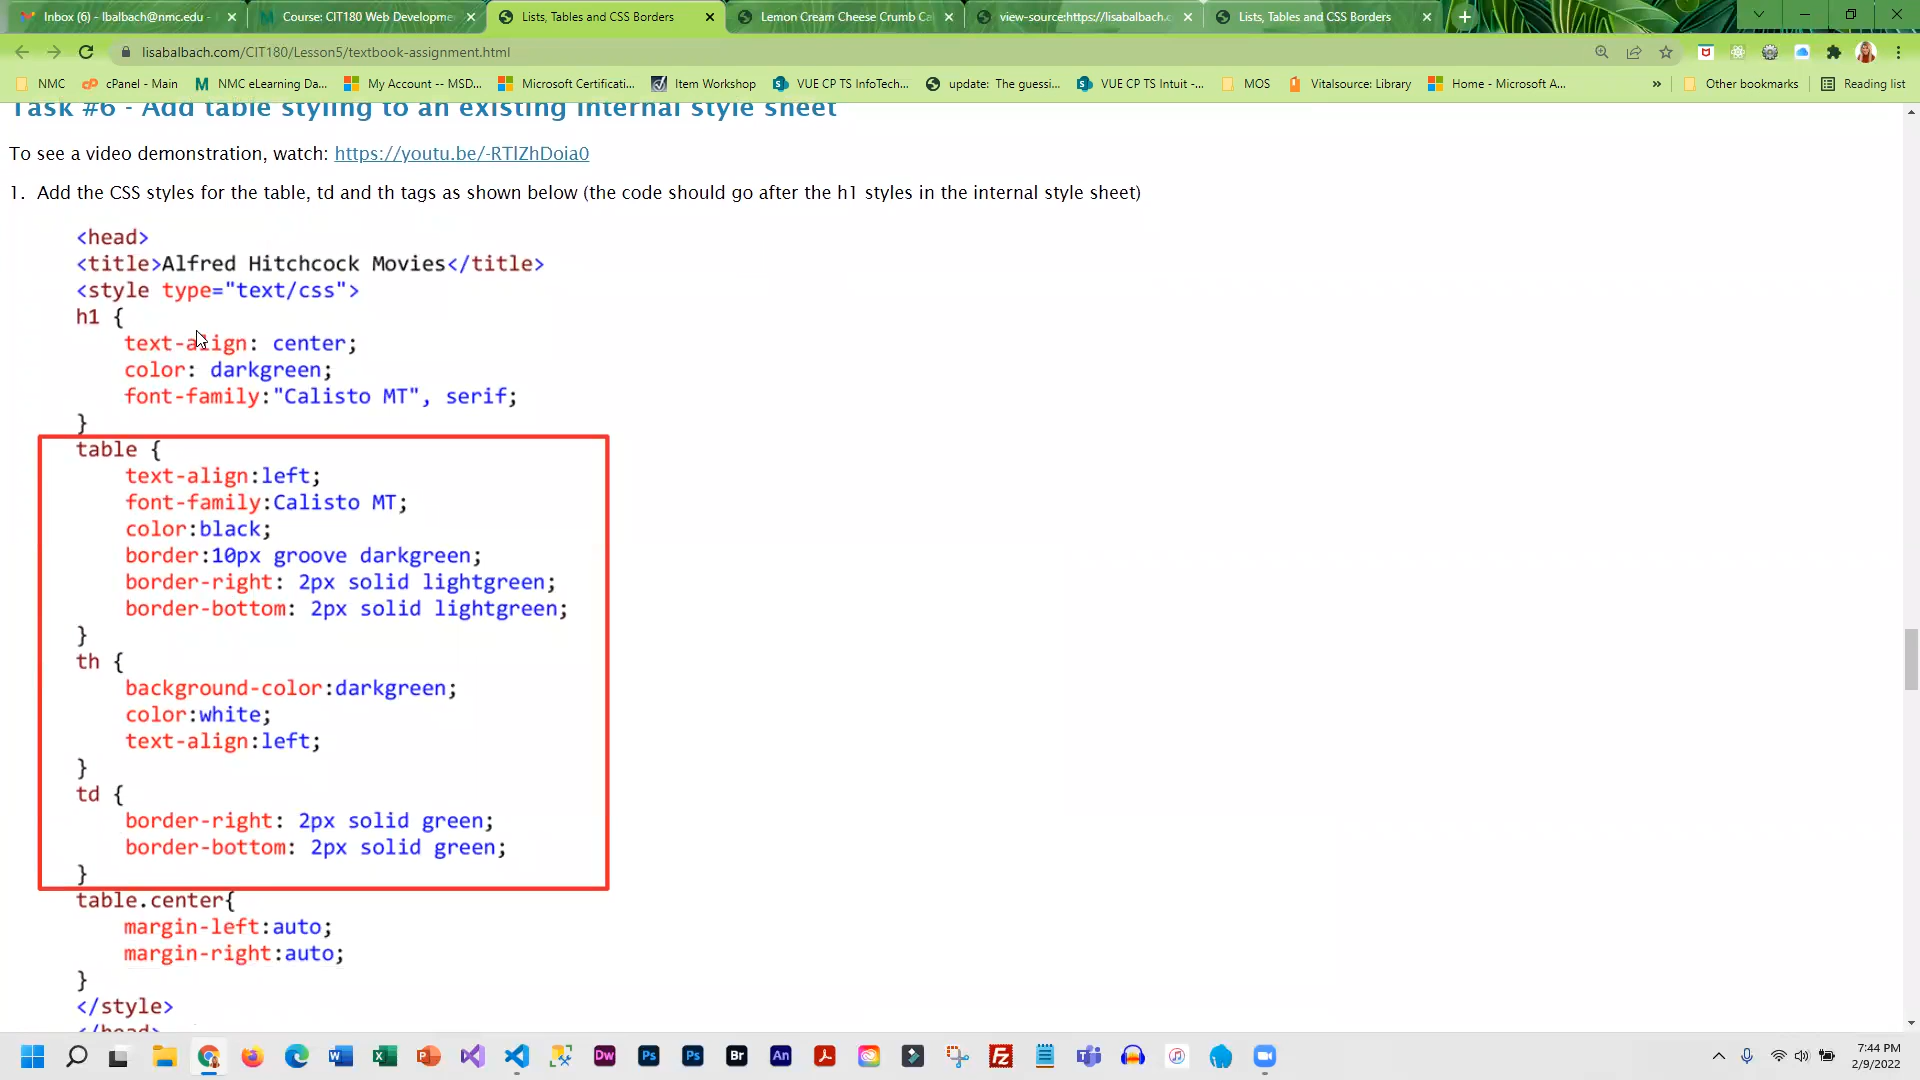 Inbox (6) - lbalbach@nmc.edu -
Course: CIT180 Web Developme
Lists, Tables and CSS Borders
Lemon Cream Cheese Crumb Ca
view-source:https://lisabalbach.c
Lists, Tables and CSS Borders
lisabalbach.com/CIT180/Lesson5/textbook-assignment.html
NMC
cPanel - Main
NMC eLearning Da...
My Account -- MSD...
Microsoft Certificati...
Item Workshop
VUE CP TS InfoTech...
update: The guessi...
VUE CP TS Intuit -...
MOS
Vitalsource: Library
Home - Microsoft A...
»
Other bookmarks
Reading list
Task #6 - Add table styling to an existing internal style sheet
To see a video demonstration, watch: https://youtu.be/-RTlZhDoia0
1. Add the CSS styles for the table, td and th tags as shown below (the code should go after the h1 styles in the internal style sheet)
<head>
<title>Alfred Hitchcock Movies</title>
<style type="text/css">
h1 {
text-align: center;
color: darkgreen;
font-family:"Calisto MT", serif;
}
table {
text-align:left;
font-family:Calisto MT;
color:black;
border:10px groove darkgreen;
border-right: 2px solid lightgreen;
border-bottom: 2px solid lightgreen;
}
th {
background-color:darkgreen;
color:white;
text-align:left;
}
td {
border-right: 2px solid green;
border-bottom: 2px solid green;
}
table.center{
margin-left:auto;
margin-right:auto;
}
</style>
</head>
7:44 PM
2/9/2022